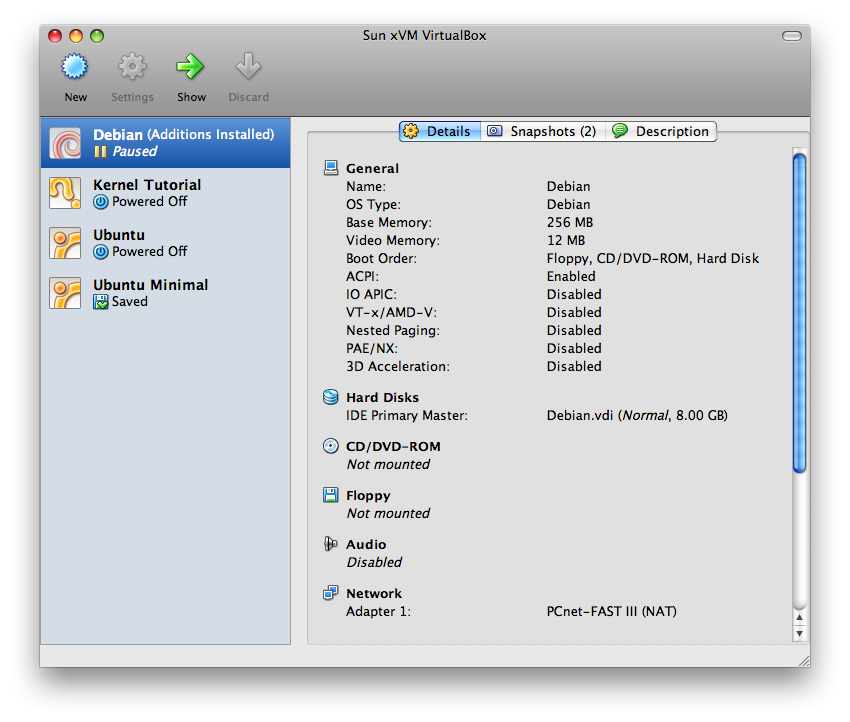 Sun xVM VirtualBox
New Settings Show Discard
Debian (Additions Installed)
Paused
Kernel Tutorial
Powered Off
Ubuntu
Powered Off
Ubuntu Minimal
Saved
Details Snapshots (2) Description
General
Name: Debian
OS Type: Debian
Base Memory: 256 MB
Video Memory: 12 MB
Boot Order: Floppy, CD/DVD-ROM, Hard Disk
ACPI: Enabled
IO APIC: Disabled
VT-x/AMD-V: Disabled
Nested Paging: Disabled
PAE/NX: Disabled
3D Acceleration: Disabled
Hard Disks
IDE Primary Master: Debian.vdi (Normal, 8.00 GB)
CD/DVD-ROM
Not mounted
Floppy
Not mounted
Audio
Disabled
Network
Adapter 1: PCnet-FAST III (NAT)